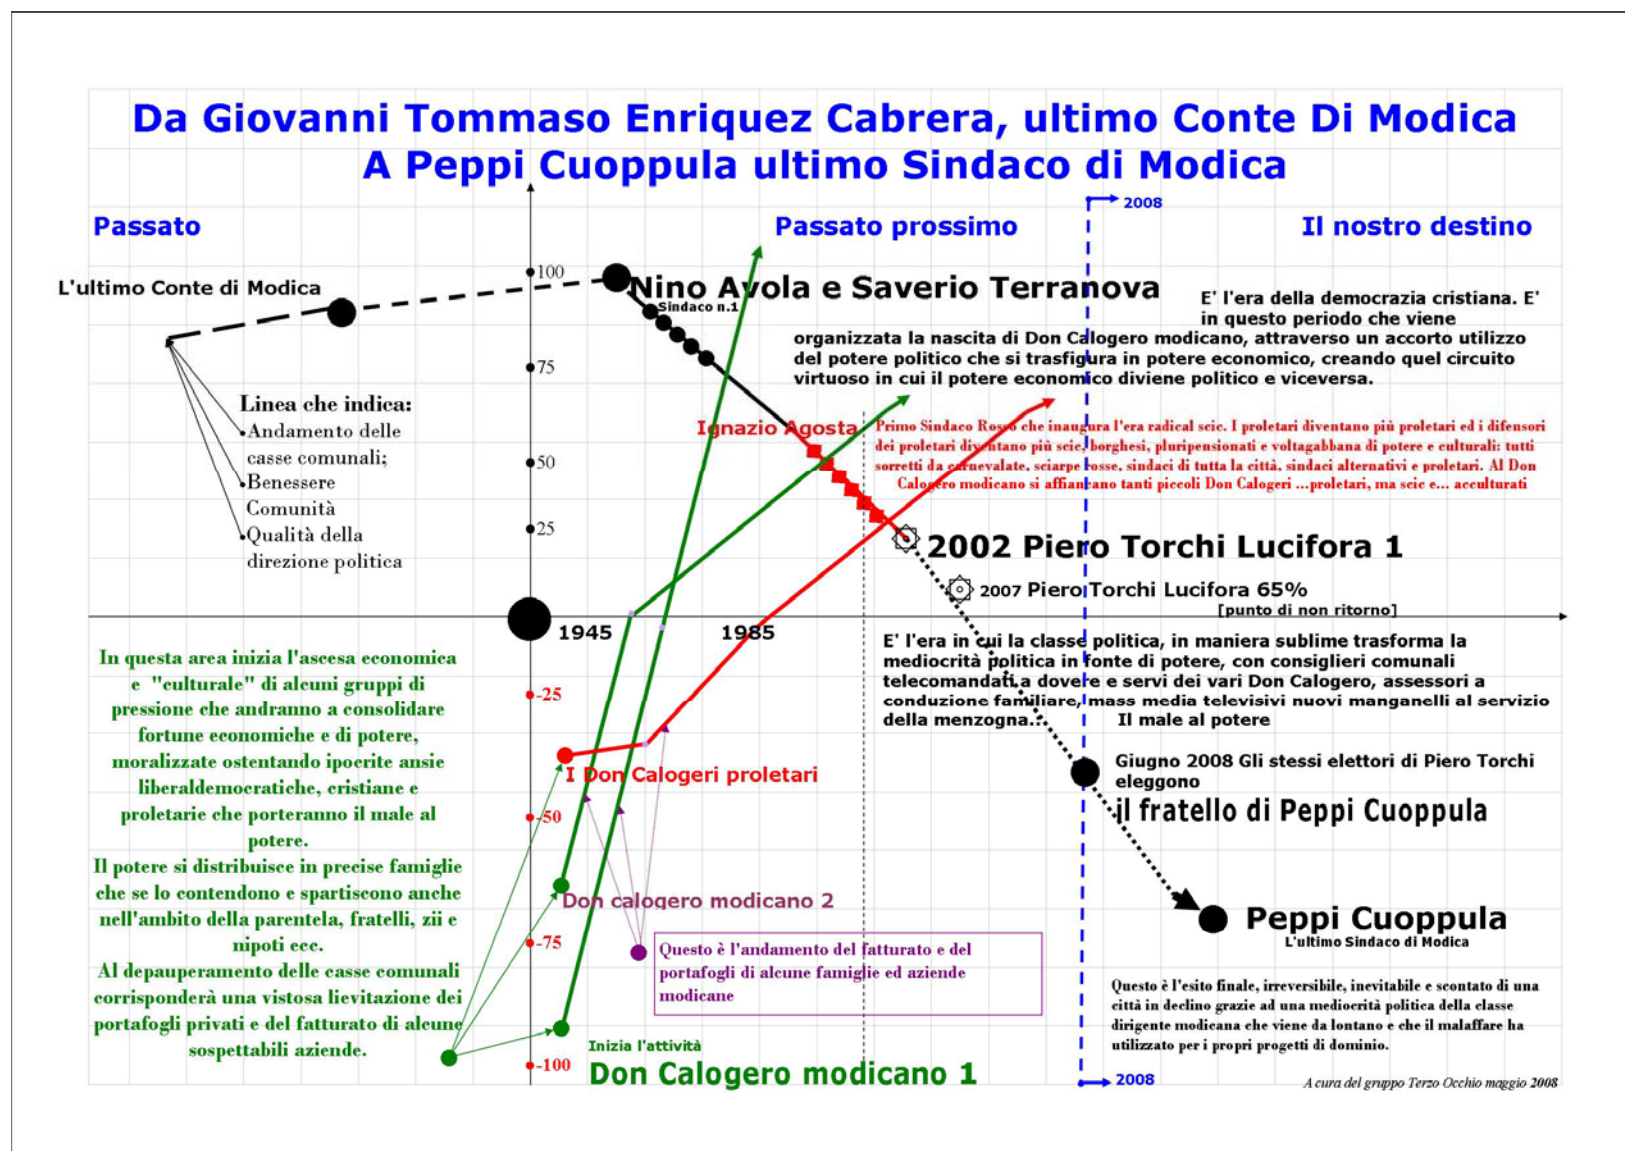 Da Giovanni Tommaso Enriquez Cabrera, ultimo Conte Di Modica
A Peppi Cuoppula ultimo Sindaco di Modica
2008
Passato
Passato prossimo
Il nostro destino
L'ultimo Conte di Modica
100
Nino Avola e Saverio Terranova
Sindaco n.1
E' l'era della democrazia cristiana. E'
in questo periodo che viene
organizzata la nascita di Don Calogero modicano, attraverso un accorto utilizzo
del potere politico che si trasfigura in potere economico, creando quel circuito
virtuoso in cui il potere economico diviene politico e viceversa.
75
Linea che indica:
Andamento delle
casse comunali;
Benessere
Comunità
Qualità della
direzione politica
50
25
Ignazio Agosta
Primo Sindaco Rosso che inaugura l'era radical scic. I proletari diventano più proletari ed i difensori
dei proletari diventano più scic, borghesi, pluripensionati e voltagabbana di potere e culturali: tutti
sorretti da carnevalate, sciarpe rosse, sindaci di tutta la città, sindaci alternativi e proletari. Al Don
Calogero modicano si affiancano tanti piccoli Don Calogeri ...proletari, ma scic e... acculturati
2002 Piero Torchi Lucifora 1
2007 Piero Torchi Lucifora 65%
[punto di non ritorno]
1945
1985
E' l'era in cui la classe politica, in maniera sublime trasforma la
mediocrità politica in fonte di potere, con consiglieri comunali
telecomandati a dovere e servi dei vari Don Calogero, assessori a
conduzione familiare, mass media televisivi nuovi manganelli al servizio
della menzogna... Il male al potere
In questa area inizia l'ascesa economica
e "culturale" di alcuni gruppi di
pressione che andranno a consolidare
fortune economiche e di potere,
moralizzate ostentando ipocrite ansie
liberaldemocratiche, cristiane e
proletarie che porteranno il male al
potere.
Il potere si distribuisce in precise famiglie
che se lo contendono e spartiscono anche
nell'ambito della parentela, fratelli, zii e
nipoti ecc.
Al depauperamento delle casse comunali
corrisponderà una vistosa lievitazione dei
portafogli privati e del fatturato di alcune
sospettabili aziende.
-25
I Don Calogeri proletari
-50
Giugno 2008 Gli stessi elettori di Piero Torchi
eleggono
il fratello di Peppi Cuoppula
Don calogero modicano 2
-75
Questo è l'andamento del fatturato e del
portafogli di alcune famiglie ed aziende
modicane
Peppi Cuoppula
L'ultimo Sindaco di Modica
Questo è l'esito finale, irreversibile, inevitabile e scontato di una
città in declino grazie ad una mediocrità politica della classe
dirigente modicana che viene da lontano e che il malaffare ha
utilizzato per i propri progetti di dominio.
Inizia l'attività
-100
Don Calogero modicano 1
2008
A cura del gruppo Terzo Occhio maggio 2008